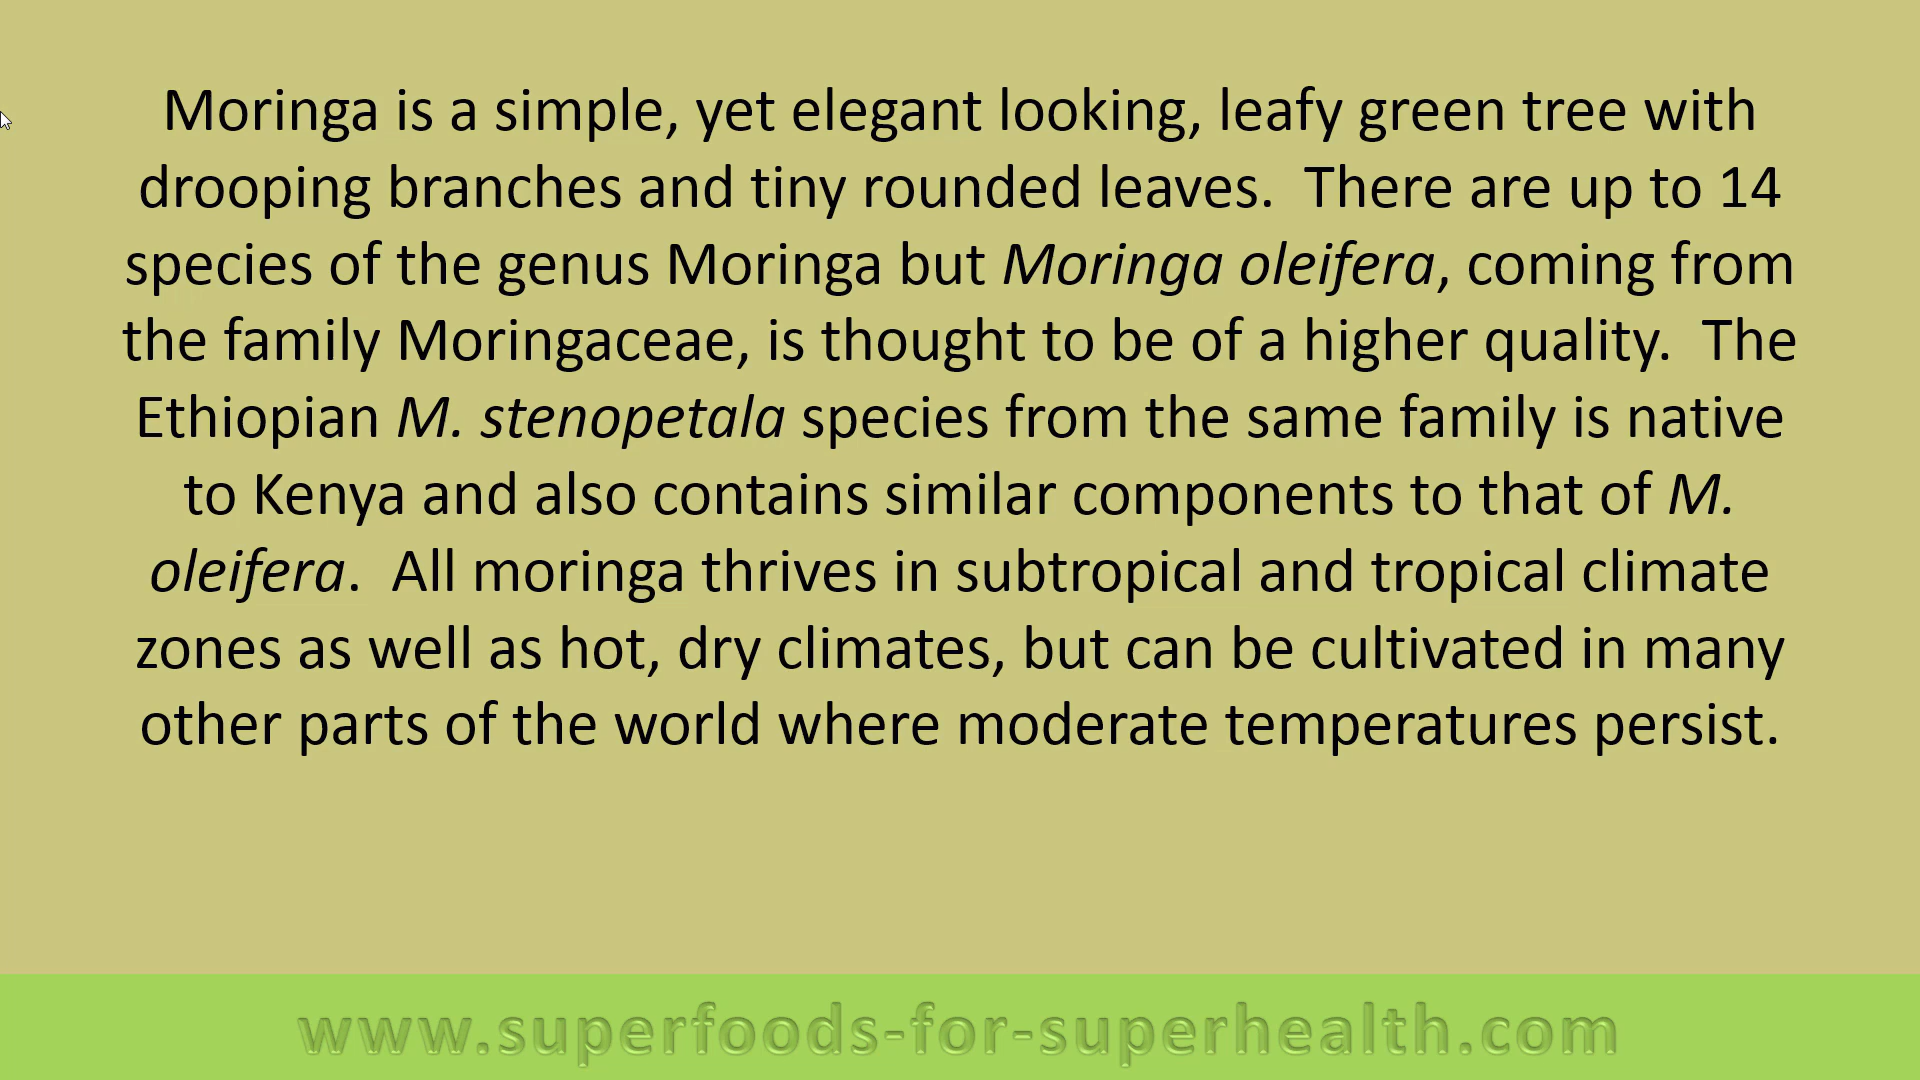 Moringa is a simple, yet elegant looking, leafy green tree with
drooping branches and tiny rounded leaves.  There are up to 14
species of the genus Moringa but Moringa oleifera, coming from
the family Moringaceae, is thought to be of a higher quality.  The
Ethiopian M. stenopetala species from the same family is native
to Kenya and also contains similar components to that of M.
oleifera.  All moringa thrives in subtropical and tropical climate
zones as well as hot, dry climates, but can be cultivated in many
other parts of the world where moderate temperatures persist.
www.superfoods-for-superhealth.com